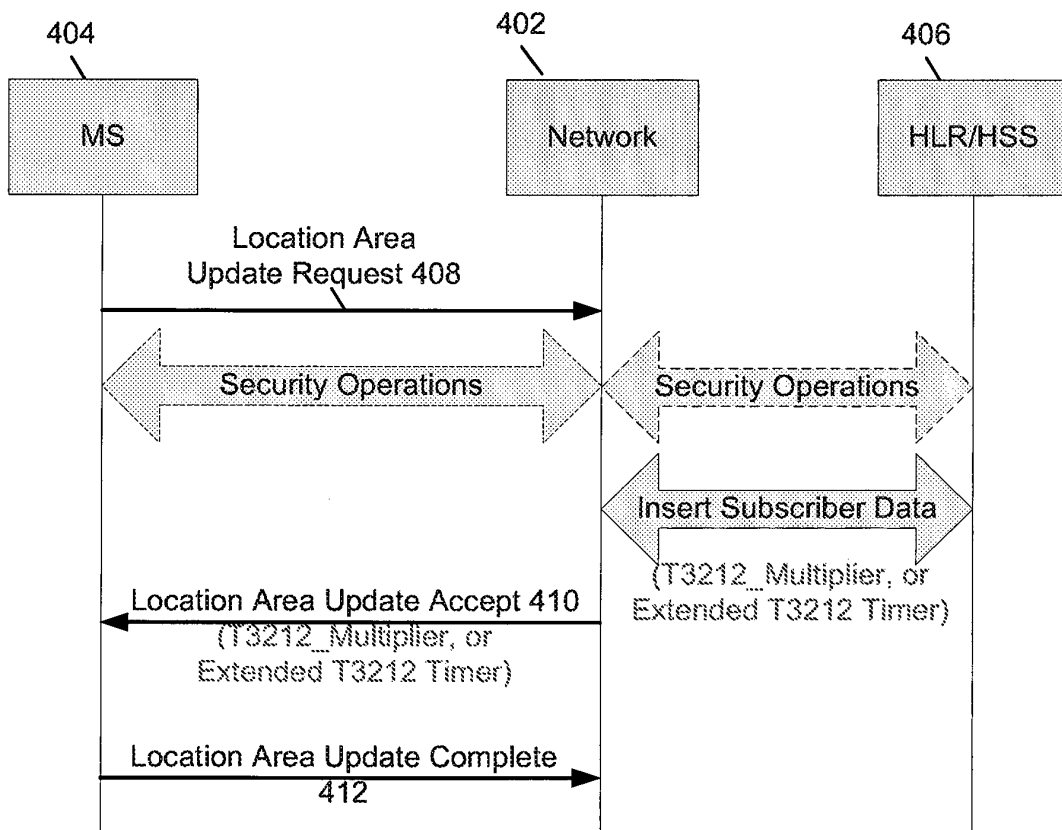 404
402
406
MS
Network
HLR/HSS
Location Area
Update Request 408
Security Operations
Security Operations
Insert Subscriber Data
(T3212_Multiplier, or
Extended T3212 Timer)
Location Area Update Accept 410
(T3212_Multiplier, or
Extended T3212 Timer)
Location Area Update Complete
412